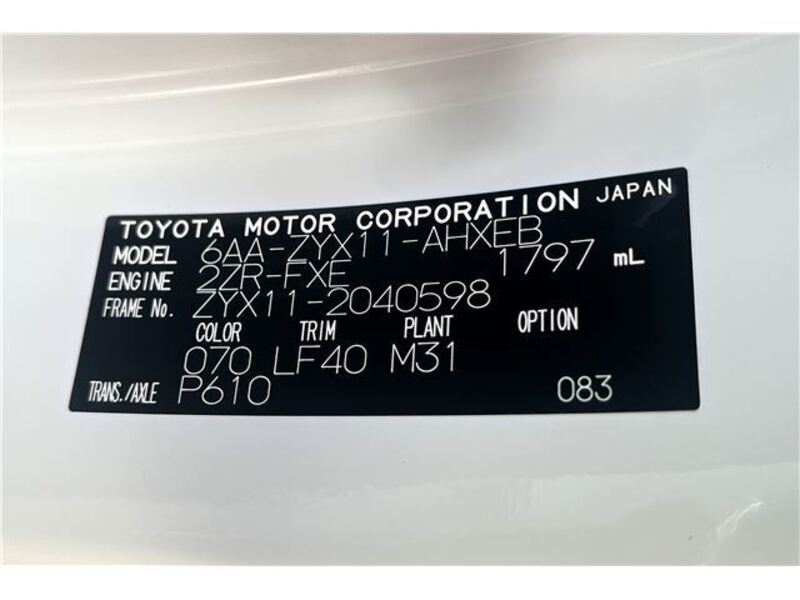 TOYOTA MOTOR CORPORATION JAPAN
MODEL 6AA-ZYX11-AHXEB
ENGINE 2ZR-FXE 1797 mL
FRAME No. ZYX11-2040598
COLOR TRIM PLANT OPTION
070 LF40 M31
TRANS./AXLE P610 083